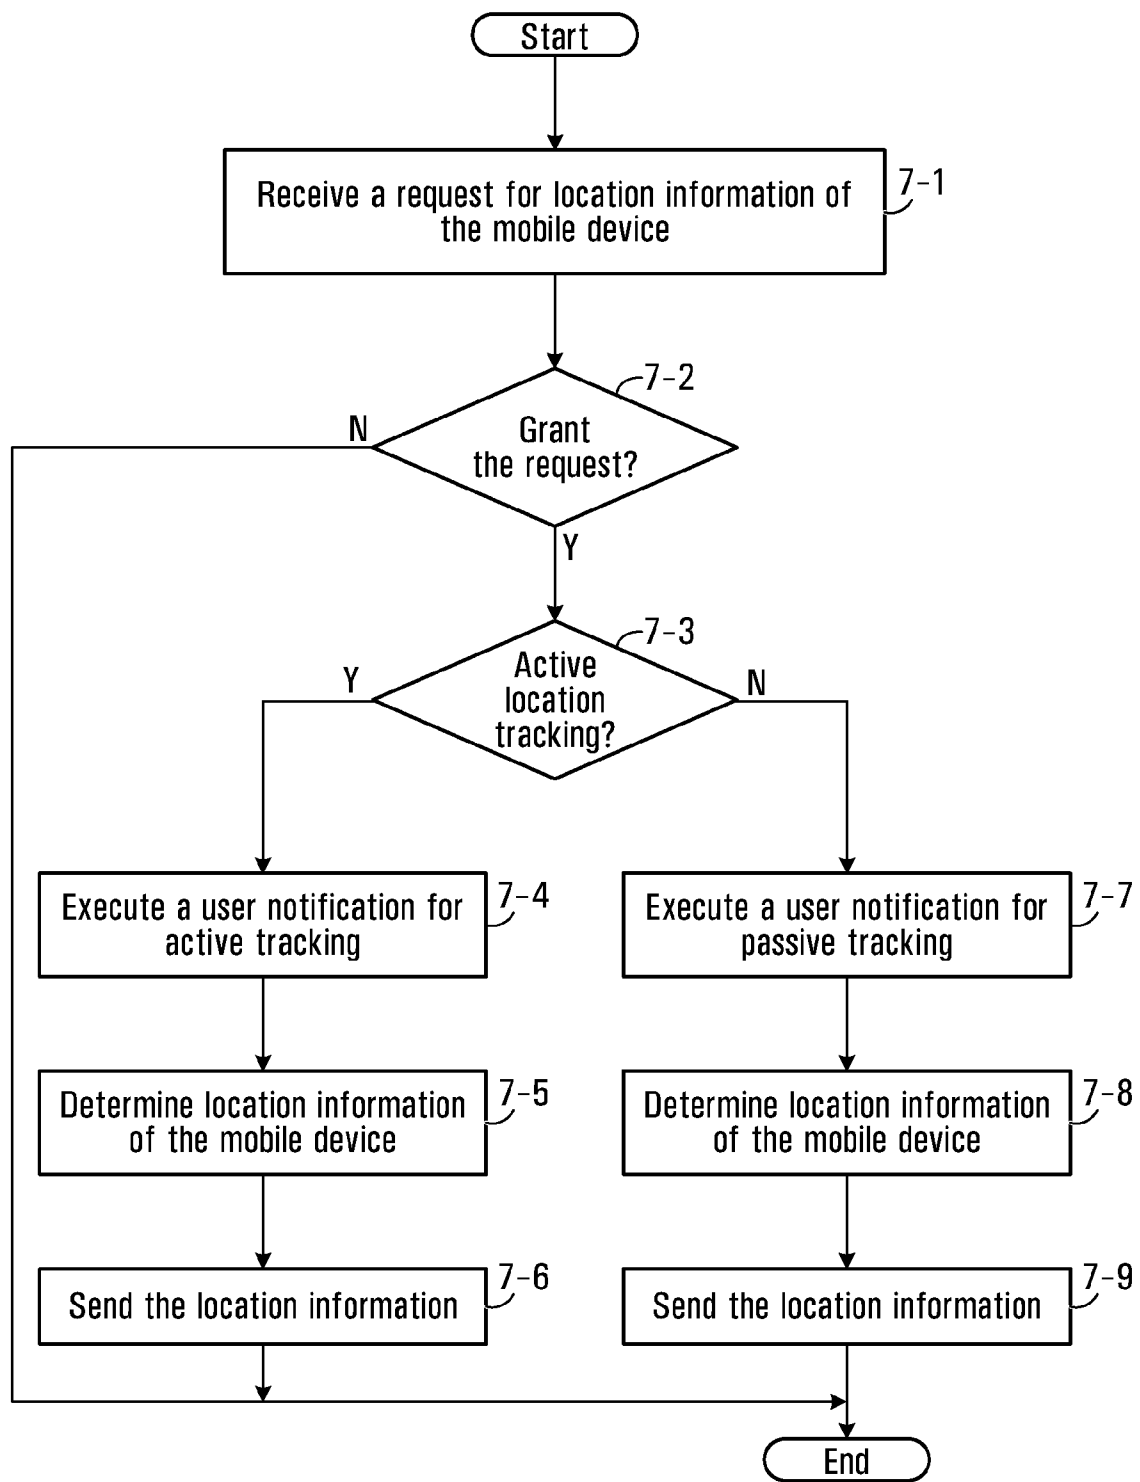 Start
Receive a request for location information of
the mobile device
7-1
7-2
N
Grant
the request?
Y
7-3
Y
Active
location
tracking?
N
Execute a user notification for
active tracking
7-4
Execute a user notification for
passive tracking
7-7
Determine location information
of the mobile device
7-5
Determine location information
of the mobile device
7-8
Send the location information
7-6
Send the location information
7-9
End